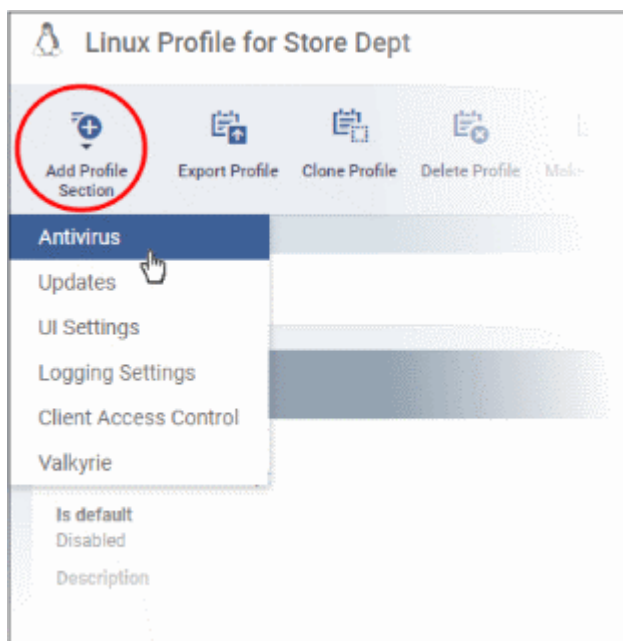 Linux Profile for Store Dept
Add Profile
Section
Export Profile
Clone Profile
Delete Profile
Antivirus
Updates
UI Settings
Logging Settings
Client Access Control
Valkyrie
Is default
Disabled
Description